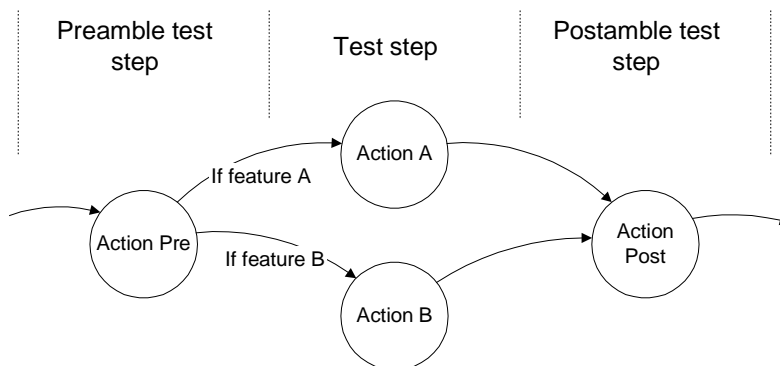 Preamble test
step
Test step
Postamble test
step
Action A
If feature A
Action Pre
Action
Post
If feature B
Action B